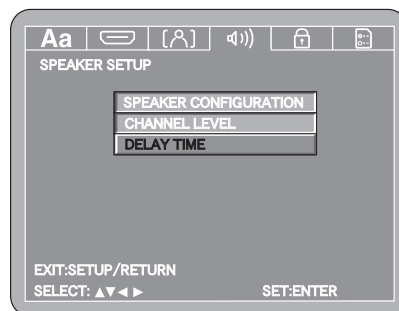 Aa
SPEAKER SETUP
SPEAKER CONFIGURATION
CHANNEL LEVEL
DELAY TIME
EXIT:SETUP/RETURN
SELECT: ▲▼◄ ► SET:ENTER